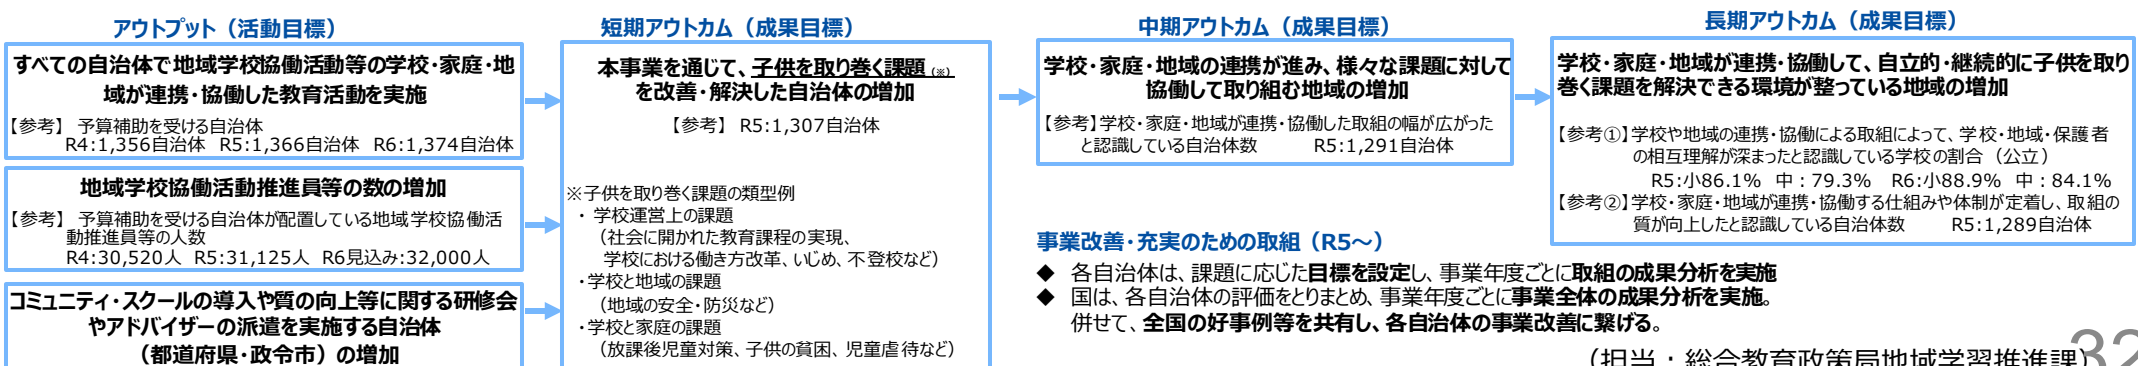 アウトプット（活動目標）
すべての自治体で地域学校協働活動等の学校・家庭・地
域が連携・協働した教育活動を実施
【参考】 予算補助を受ける自治体
R4:1,356自治体 R5:1,366自治体 R6:1,374自治体
地域学校協働活動推進員等の数の増加
【参考】 予算補助を受ける自治体が配置している地域学校協働活
動推進員等の人数
R4:30,520人 R5:31,125人 R6見込み:32,000人
コミュニティ・スクールの導入や質の向上等に関する研修会
やアドバイザーの派遣を実施する自治体
（都道府県・政令市）の増加
短期アウトカム（成果目標）
本事業を通じて、子供を取り巻く課題（※）
を改善・解決した自治体の増加
【参考】 R5:1,307自治体
※子供を取り巻く課題の類型例
・ 学校運営上の課題
（社会に開かれた教育課程の実現、
学校における働き方改革、いじめ、不登校など）
・学校と地域の課題
（地域の安全・防災など）
・学校と家庭の課題
（放課後児童対策、子供の貧困、児童虐待など）
中期アウトカム（成果目標）
学校・家庭・地域の連携が進み、様々な課題に対して
協働して取り組む地域の増加
【参考】学校・家庭・地域が連携・協働した取組の幅が広がった
と認識している自治体数 R5:1,291自治体
長期アウトカム（成果目標）
学校・家庭・地域が連携・協働して、自立的・継続的に子供を取り
巻く課題を解決できる環境が整っている地域の増加
【参考①】学校や地域の連携・協働による取組によって、学校・地域・保護者
の相互理解が深まったと認識している学校の割合（公立）
R5:小86.1% 中：79.3% R6:小88.9% 中：84.1%
【参考②】学校・家庭・地域が連携・協働する仕組みや体制が定着し、取組の
質が向上したと認識している自治体数 R5:1,289自治体
事業改善・充実のための取組（R5～）
◆ 各自治体は、課題に応じた目標を設定し、事業年度ごとに取組の成果分析を実施
◆ 国は、各自治体の評価をとりまとめ、事業年度ごとに事業全体の成果分析を実施。
併せて、全国の好事例等を共有し、各自治体の事業改善に繋げる。
（担当：総合教育政策局地域学習推進課）
32